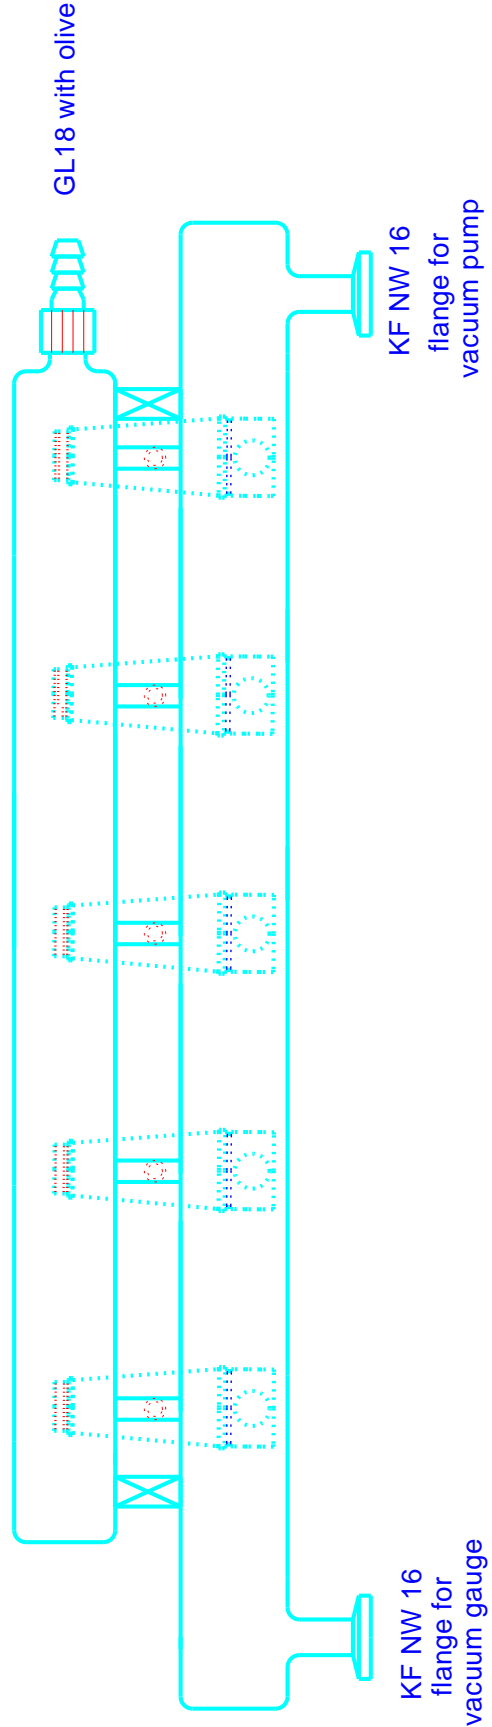 GL18 with olive
KF NW 16
flange for
vacuum pump
KF NW 16
flange for
vacuum gauge